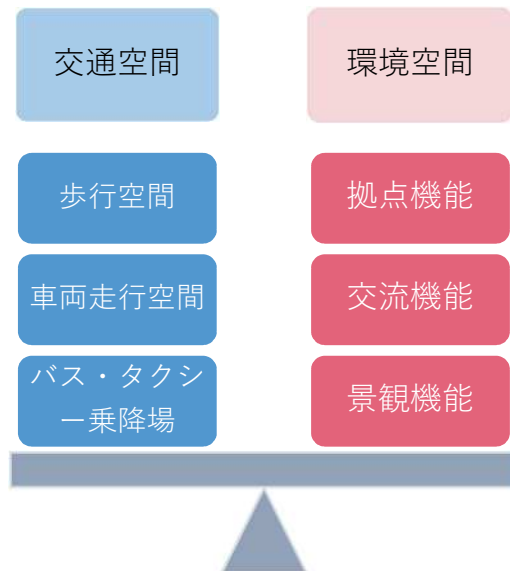 交通空間
環境空間
歩行空間
拠点機能
車両走行空間
交流機能
バス・タクシ
ー乗降場
景観機能